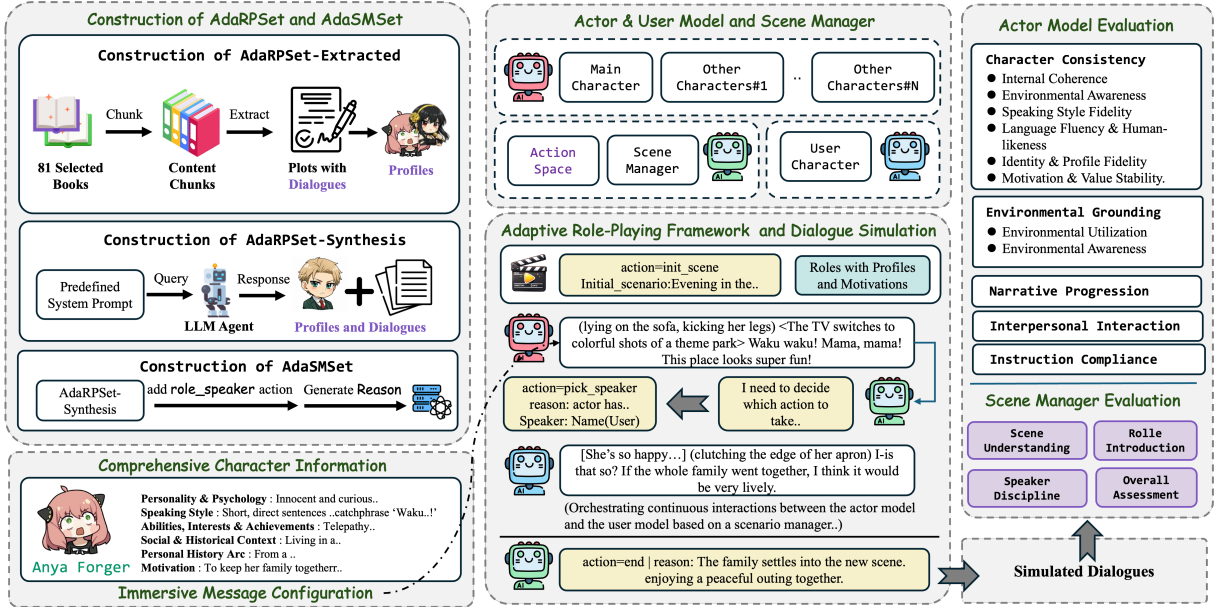 Construction of AdaRPSet and AdaSMSet
Construction of AdaRPSet-Extracted
Chunk
Extract
81 Selected
Books
Content
Chunks
Plots with
Dialogues
Profiles
Construction of AdaRPSet-Synthesis
Predefined
System Prompt
Query
Response
LLM Agent
Profiles and Dialogues
Construction of AdaSMSet
AdaRPSet-
Synthesis
add role_speaker action
Generate Reason
Comprehensive Character Information
Anya Forger
Personality & Psychology : Innocent and curious..
Speaking Style : Short, direct sentences ..catchphrase ‘Waku..!’
Abilities, Interests & Achievements : Telepathy..
Social & Historical Context : Living in a..
Personal History Arc : From a ..
Motivation : To keep her family togetherr..
Immersive Message Configuration
Actor & User Model and Scene Manager
AI
Main
Character
Other
Characters#1
..
Other
Characters#N
Action
Space
Scene
Manager
AI
User
Character
AI
Adaptive Role-Playing Framework and Dialogue Simulation
action=init_scene
Initial_scenario:Evening in the..
Roles with Profiles
and Motivations
AI
(lying on the sofa, kicking her legs) <The TV switches to
colorful shots of a theme park> Waku waku! Mama, mama!
This place looks super fun!
action=pick_speaker
reason: actor has..
Speaker: Name(User)
I need to decide
which action to
take..
AI
AI
[She’s so happy…] (clutching the edge of her apron) I-is
that so? If the whole family went together, I think it would
be very lively.
(Orchestrating continuous interactions between the actor model
and the user model based on a scenario manager..)
AI
action=end | reason: The family settles into the new scene.
enjoying a peaceful outing together.
Actor Model Evaluation
Character Consistency
● Internal Coherence
● Environmental Awareness
● Speaking Style Fidelity
● Language Fluency & Human-
likeness
● Identity & Profile Fidelity
● Motivation & Value Stability.
Environmental Grounding
● Environmental Utilization
● Environmental Awareness
Narrative Progression
Interpersonal Interaction
Instruction Compliance
Scene Manager Evaluation
Scene
Understanding
Rolle
Introduction
Speaker
Discipline
Overall
Assessment
Simulated Dialogues